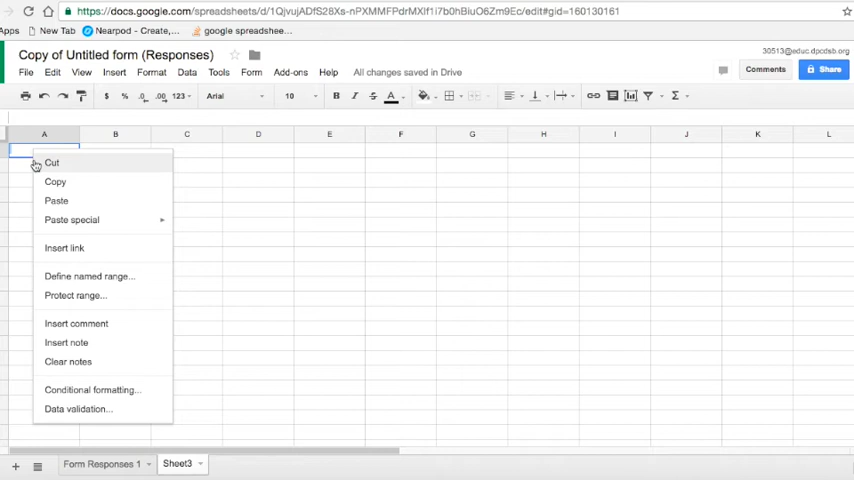 https://docs.google.com/spreadsheets/d/1QjvujADfS28Xs-nPXMMFPdrMXIf1i7b0hBiuO6Zm9Ec/edit#gid=160130161
Apps New Tab Nearpod - Create,... google spreadshee...
Copy of Untitled form (Responses)
30513@educ.dpcdsb.org
File Edit View Insert Format Data Tools Form Add-ons Help All changes saved in Drive
Comments Share
$ % .0 .00 123 Arial 10 B I S A Σ
A B C D E F G H I J K L
Cut
Copy
Paste
Paste special
Insert link
Define named range...
Protect range...
Insert comment
Insert note
Clear notes
Conditional formatting...
Data validation...
Form Responses 1 Sheet3